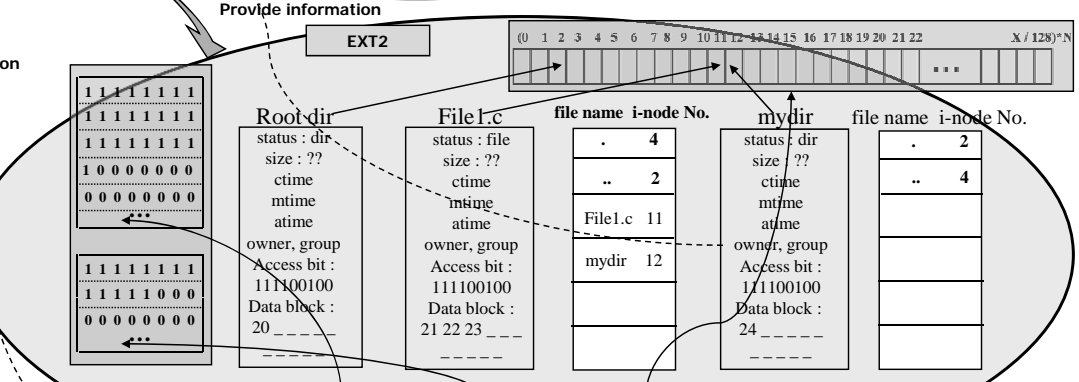 Provide information
on
EXT2
(0 1 2 3 4 5 6 7 8 9 10 11 12 13 14 15 16 17 18 19 20 21 22 X / 128)*N
...
1 1 1 1 1 1 1 1
1 1 1 1 1 1 1 1
1 1 1 1 1 1 1 1
1 0 0 0 0 0 0 0
0 0 0 0 0 0 0 0
...
1 1 1 1 1 1 1 1
1 1 1 1 1 0 0 0
0 0 0 0 0 0 0 0
...
Root dir
status : dir
size : ??
ctime
mtime
atime
owner, group
Access bit :
111100100
Data block :
20 _ _ _ _ _
_ _ _ _ _
File1.c
status : file
size : ??
ctime
mtime
atime
owner, group
Access bit :
111100100
Data block :
21 22 23 _ _ _
_ _ _ _ _
file name i-node No.
. 4
.. 2
File1.c 11
mydir 12
mydir
status : dir
size : ??
ctime
mtime
atime
owner, group
Access bit :
111100100
Data block :
24 _ _ _ _ _
_ _ _ _ _
file name i-node No.
. 2
.. 4